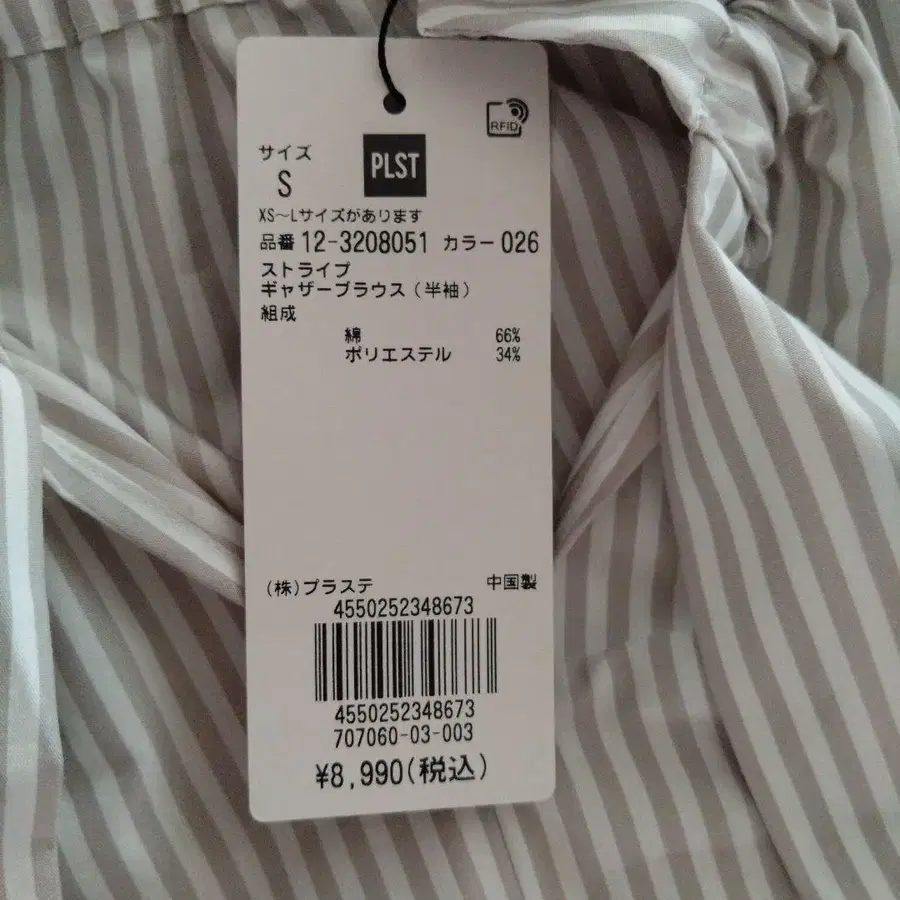 RFID
サイズ
PLST
S
XS～Lサイズがあります
品番 12-3208051 カラー 026
ストライプ
ギャザーブラウス（半袖）
組成
綿 66%
ポリエステル 34%
(株)プラステ 中国製
4550252348673
4550252348673
707060-03-003
¥8,990(税込)